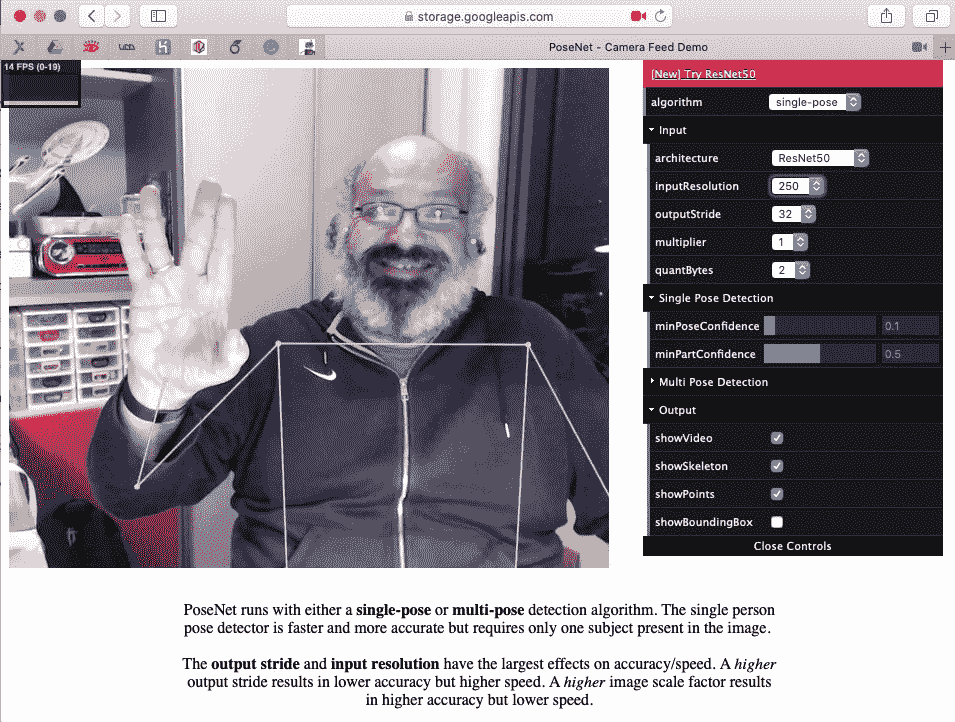 storage.googleapis.com
PoseNet - Camera Feed Demo
14 FPS (0-19)
[New] Try ResNet50
algorithm single-pose
Input
architecture ResNet50
inputResolution 250
outputStride 32
multiplier 1
quantBytes 2
Single Pose Detection
minPoseConfidence 0.1
minPartConfidence 0.5
Multi Pose Detection
Output
showVideo
showSkeleton
showPoints
showBoundingBox
Close Controls
PoseNet runs with either a single-pose or multi-pose detection algorithm. The single person
pose detector is faster and more accurate but requires only one subject present in the image.
The output stride and input resolution have the largest effects on accuracy/speed. A higher
output stride results in lower accuracy but higher speed. A higher image scale factor results
in higher accuracy but lower speed.